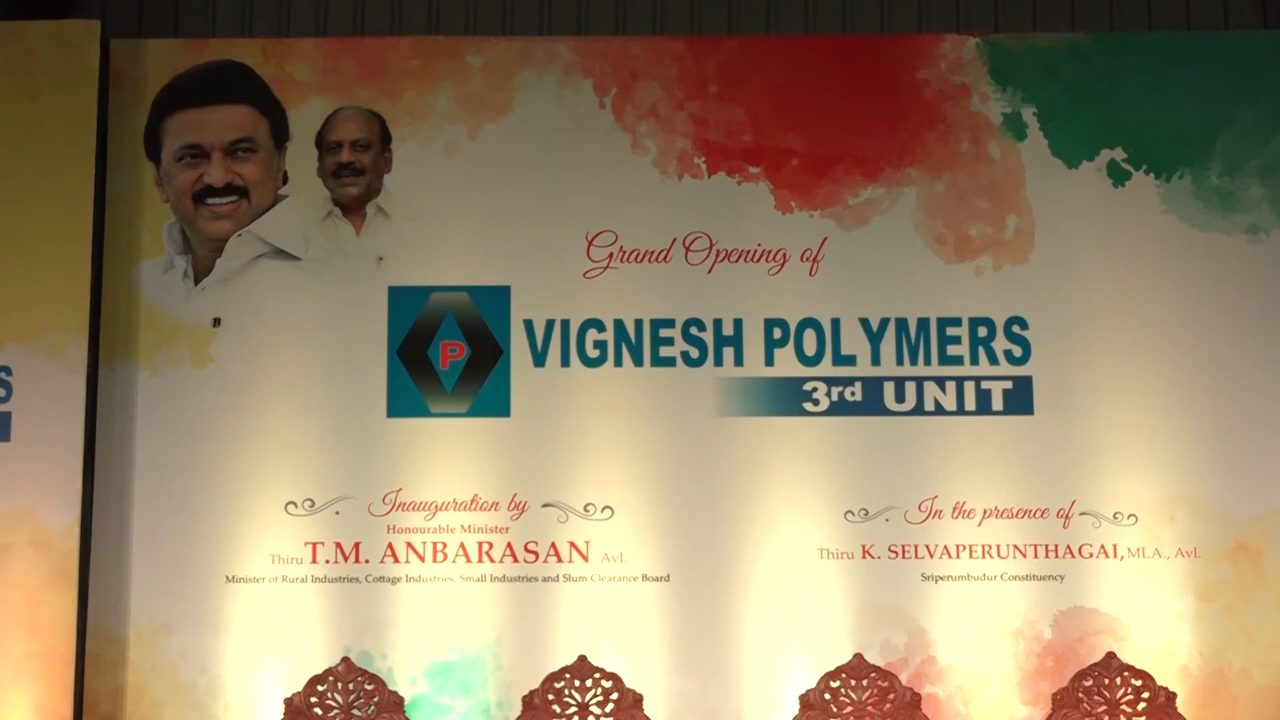 Grand Opening of
P
VIGNESH POLYMERS
3rd UNIT
S
Inauguration by
Honourable Minister
Thiru T.M. ANBARASAN Avl.
Minister of Rural Industries, Cottage Industries, Small Industries and Slum Clearance Board
In the presence of
Thiru K. SELVAPERUNTHAGAI, MLA., Avl.
Sriperumbudur Constituency